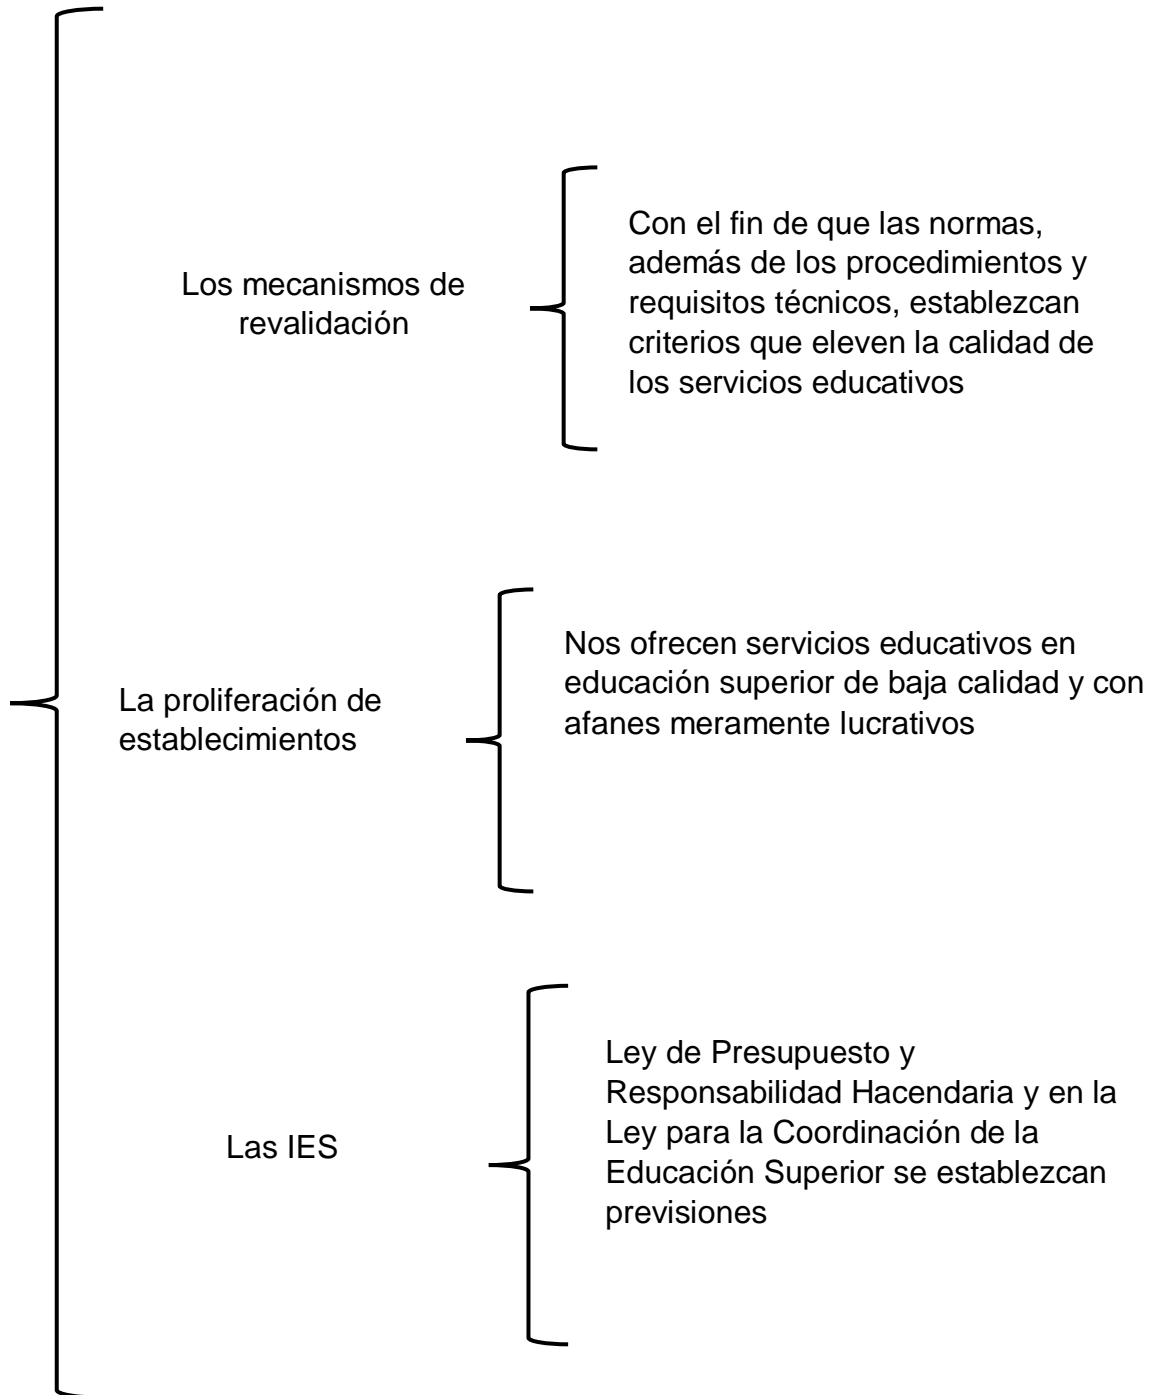 Los mecanismos de
revalidación
Con el fin de que las normas,
además de los procedimientos y
requisitos técnicos, establezcan
criterios que eleven la calidad de
los servicios educativos
La proliferación de
establecimientos
Nos ofrecen servicios educativos en
educación superior de baja calidad y con
afanes meramente lucrativos
Las IES
Ley de Presupuesto y
Responsabilidad Hacendaria y en la
Ley para la Coordinación de la
Educación Superior se establezcan
previsiones